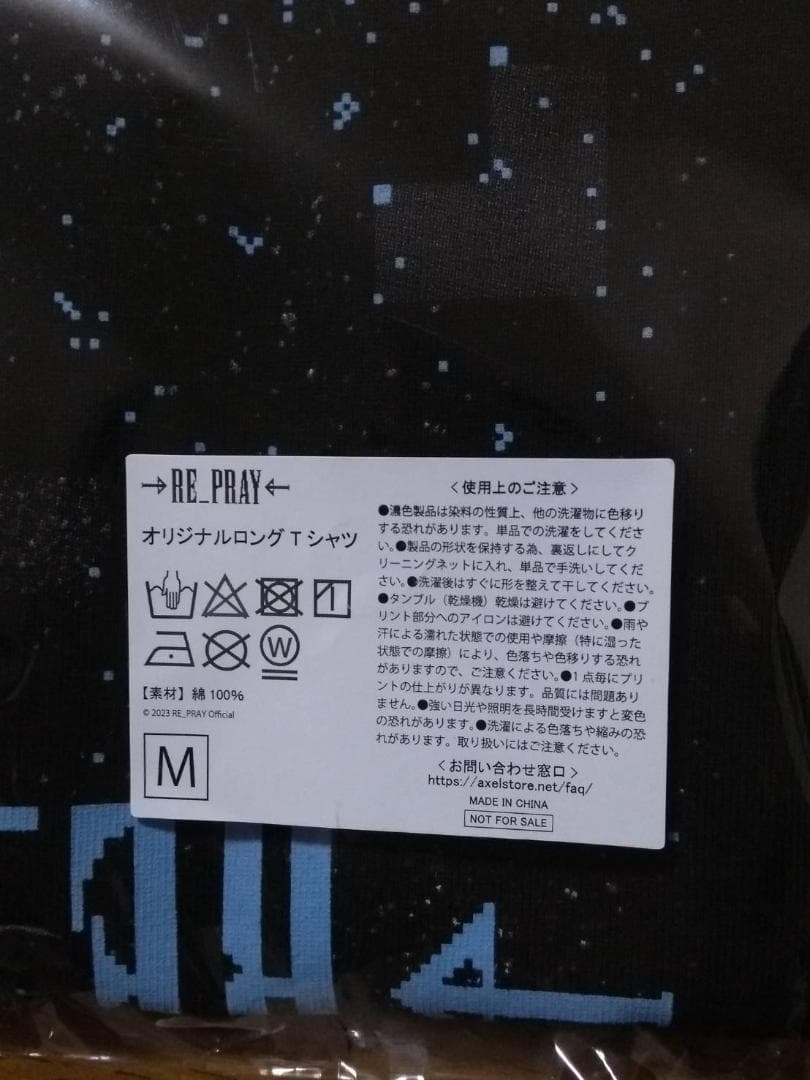 →RE_PRAY←
オリジナルロングTシャツ
【素材】綿100%
© 2023 RE_PRAY Official
M
<使用上のご注意>
●濃色製品は染料の性質上、他の洗濯物に色移り
する恐れがあります。単品での洗濯をしてくださ
い。●製品の形状を保持する為、裏返しにしてク
リーニングネットに入れ、単品で手洗いしてくだ
さい。●洗濯後はすぐに形を整えて干してください。
●タンブル(乾燥機)乾燥は避けてください。●プ
リント部分へのアイロンは避けてください。●雨や
汗による濡れた状態での使用や摩擦(特に湿った
状態での摩擦)により、色落ちや色移りする恐れ
がありますので、ご注意ください。●1点毎にプリ
ントの仕上がりが異なります。品質には問題あり
ません。●強い日光や照明を長時間受けますと変色
の恐れがあります。●洗濯による色落ちや縮みの恐
れがあります。取り扱いにはご注意ください。
<お問い合わせ窓口>
https://axelstore.net/faq/
MADE IN CHINA
NOT FOR SALE